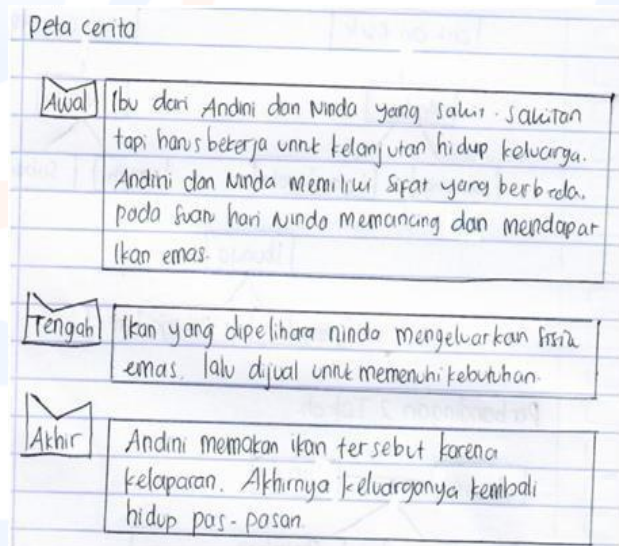 Peta cerita
Awal
Ibu dari Andini dan Ninda yang sakit-sakitan
tapi harus bekerja untuk kelanjutan hidup keluarga.
Andini dan Ninda memiliki sifat yang berbeda.
pada suatu hari Ninda memancing dan mendapat
Ikan emas.
Tengah
Ikan yang dipelihara ninda mengeluarkan sisik
emas. lalu dijual untuk memenuhi kebutuhan.
Akhir
Andini memakan ikan tersebut karena
kelaparan. Akhirnya keluarganya kembali
hidup pas-pasan.